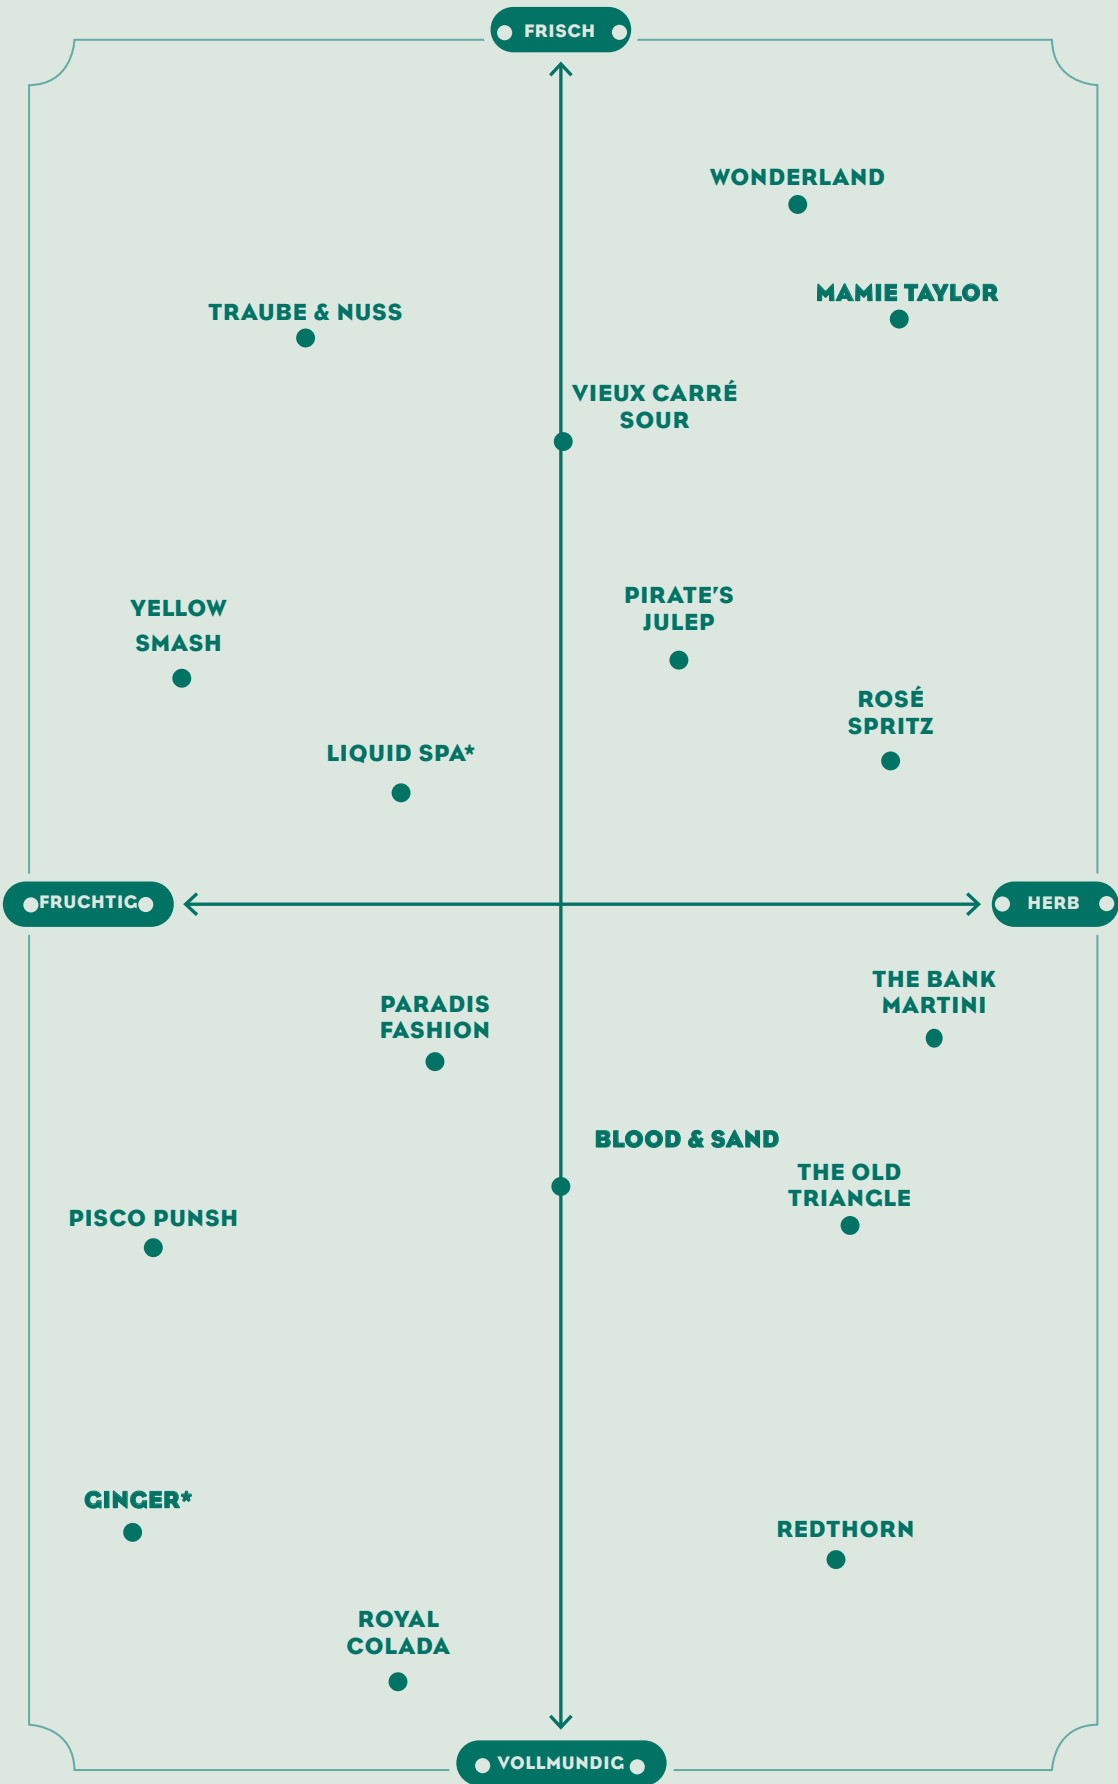 FRISCH
WONDERLAND
MAMIE TAYLOR
TRAUBE & NUSS
VIEUX CARRÉ
SOUR
PIRATE'S
JULEP
YELLOW
SMASH
ROSÉ
SPRITZ
LIQUID SPA*
FRUCHTIG
HERB
THE BANK
MARTINI
PARADIS
FASHION
BLOOD & SAND
THE OLD
TRIANGLE
PISCO PUNSH
GINGER*
REDTHORN
ROYAL
COLADA
VOLLMUNDIG